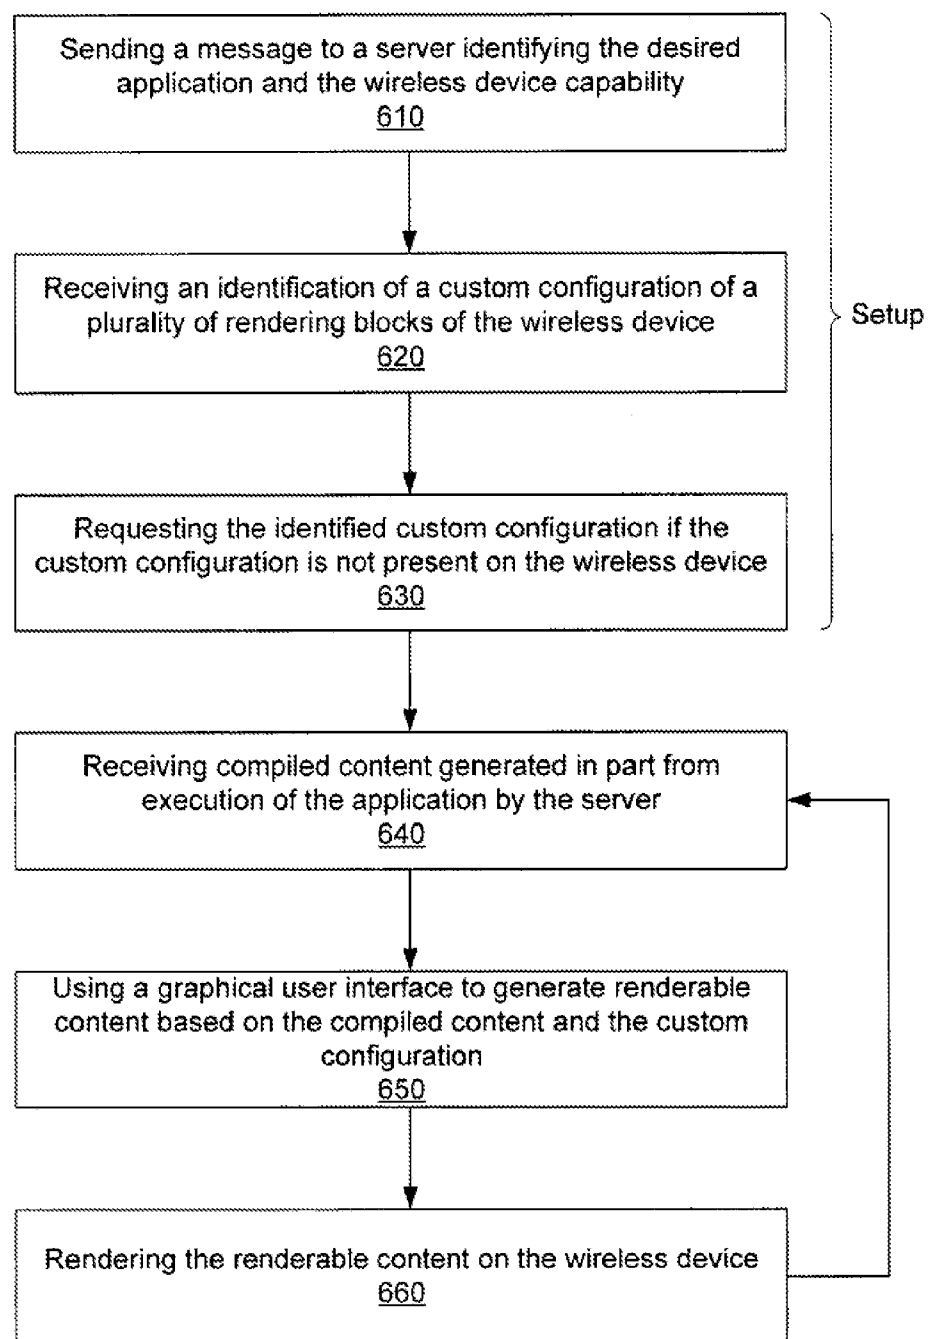 Sending a message to a server identifying the desired
application and the wireless device capability
610
Receiving an identification of a custom configuration of a
plurality of rendering blocks of the wireless device
620
Setup
Requesting the identified custom configuration if the
custom configuration is not present on the wireless device
630
Receiving compiled content generated in part from
execution of the application by the server
640
Using a graphical user interface to generate renderable
content based on the compiled content and the custom
configuration
650
Rendering the renderable content on the wireless device
660